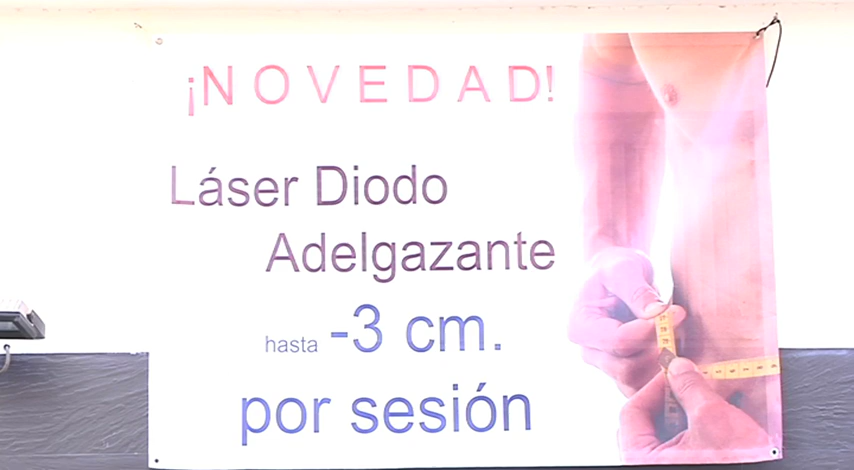 ¡NOVEDAD!
Láser Diodo
Adelgazante
hasta -3 cm.
por sesión